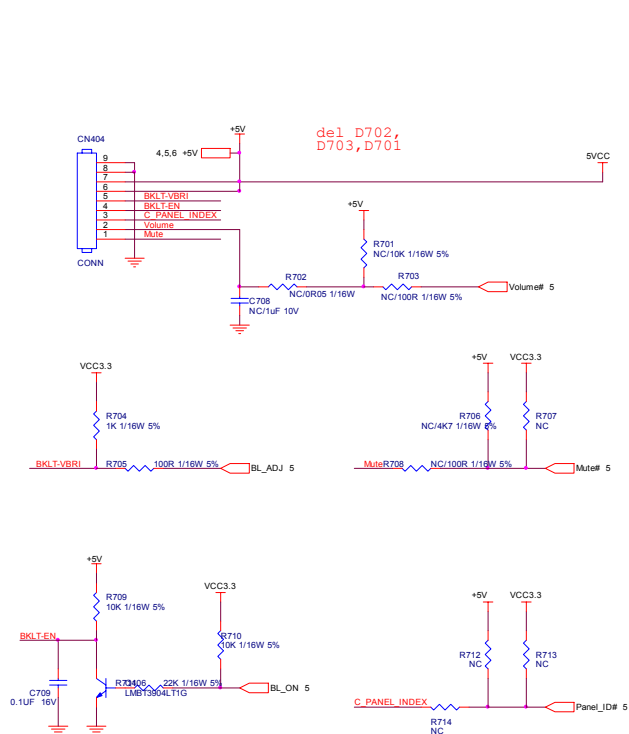 del D702,
D703,D701
CN404
+5V
4,5,6 +5V
5VCC
9
8
7
6
5 BKLT-VBRI
4 BKLT-EN
3 C_PANEL_INDEX
2 Volume
1 Mute
CONN
+5V
R701
NC/10K 1/16W 5%
R702
NC/0R05 1/16W
R703
NC/100R 1/16W 5%
Volume# 5
C708
NC/1uF 10V
VCC3.3
R704
1K 1/16W 5%
BKLT-VBRI
R705
100R 1/16W 5%
BL_ADJ 5
+5V
VCC3.3
R706
NC/4K7 1/16W 5%
R707
NC
Mute
R708
NC/100R 1/16W 5%
Mute# 5
+5V
R709
10K 1/16W 5%
VCC3.3
R710
10K 1/16W 5%
BKLT-EN
22K 1/16W 5%
LMBT3904LT1G
BL_ON 5
C709
0.1UF 16V
+5V
VCC3.3
R712
NC
R713
NC
C_PANEL_INDEX
R714
NC
Panel_ID# 5